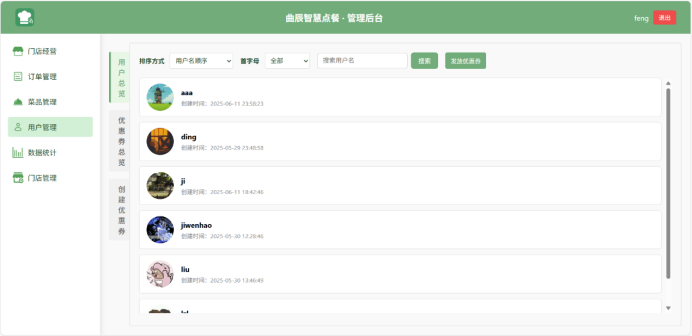 曲辰智慧点餐 · 管理后台
feng
退出
门店经营
订单管理
菜品管理
用户管理
数据统计
门店管理
用户总览
优惠券总览
创建优惠券
排序方式 用户名顺序 首字母 全部 搜索用户名 搜索 发放优惠券
aaa
创建时间：2025-06-11 23:58:23
ding
创建时间：2025-05-29 23:48:58
ji
创建时间：2025-06-11 18:42:46
jiwenhao
创建时间：2025-05-30 12:28:46
liu
创建时间：2025-05-30 13:46:49